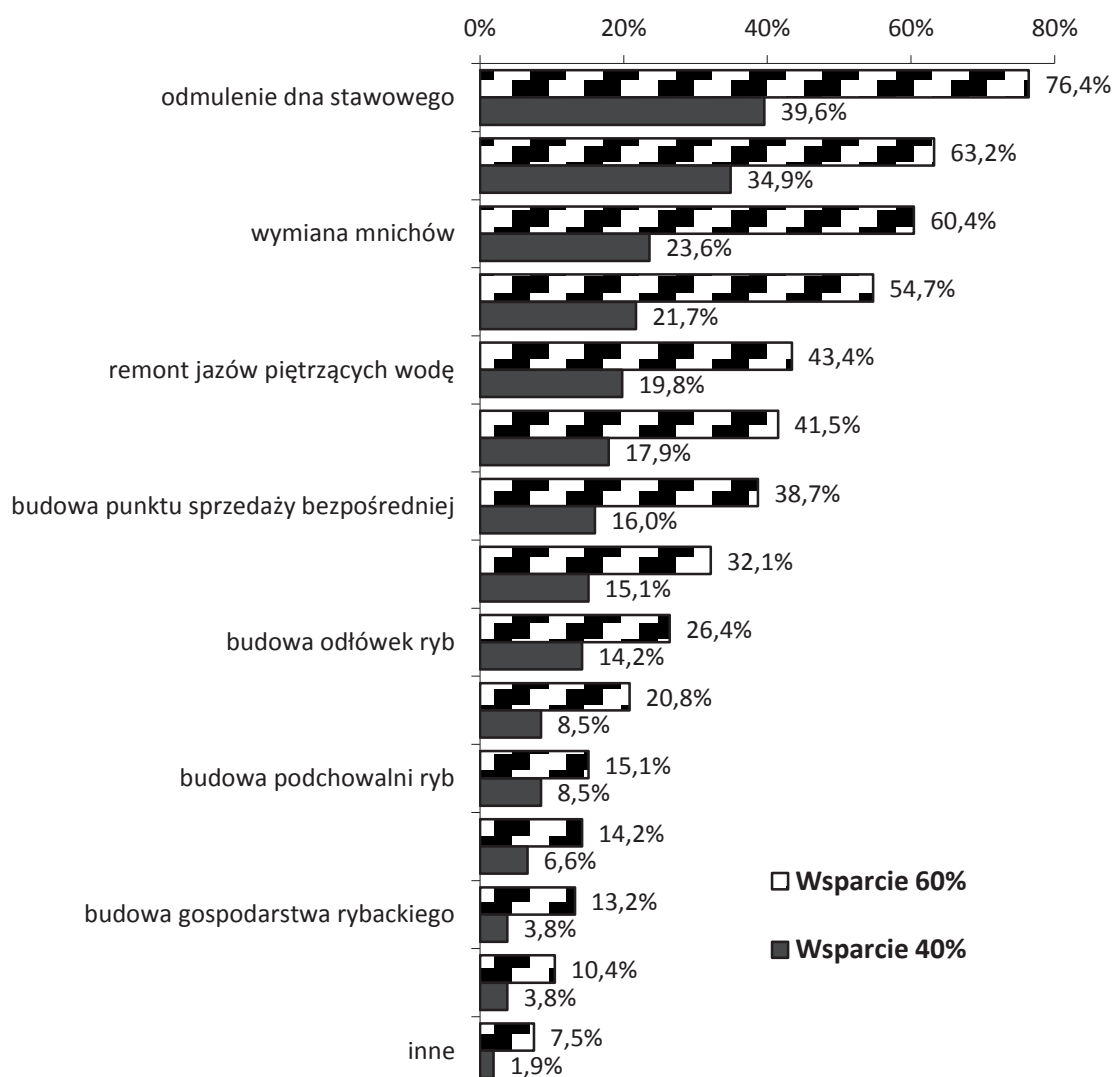 0% 20% 40% 60% 80%
odmulenie dna stawowego
76,4%
39,6%
63,2%
34,9%
wymiana mnichów
60,4%
23,6%
54,7%
21,7%
remont jazów piętrzących wodę
43,4%
19,8%
41,5%
17,9%
budowa punktu sprzedaży bezpośredniej
38,7%
16,0%
32,1%
15,1%
budowa odłówek ryb
26,4%
14,2%
20,8%
8,5%
budowa podchowalni ryb
15,1%
8,5%
14,2%
6,6%
Wsparcie 60%
budowa gospodarstwa rybackiego
13,2%
3,8%
Wsparcie 40%
10,4%
3,8%
inne
7,5%
1,9%